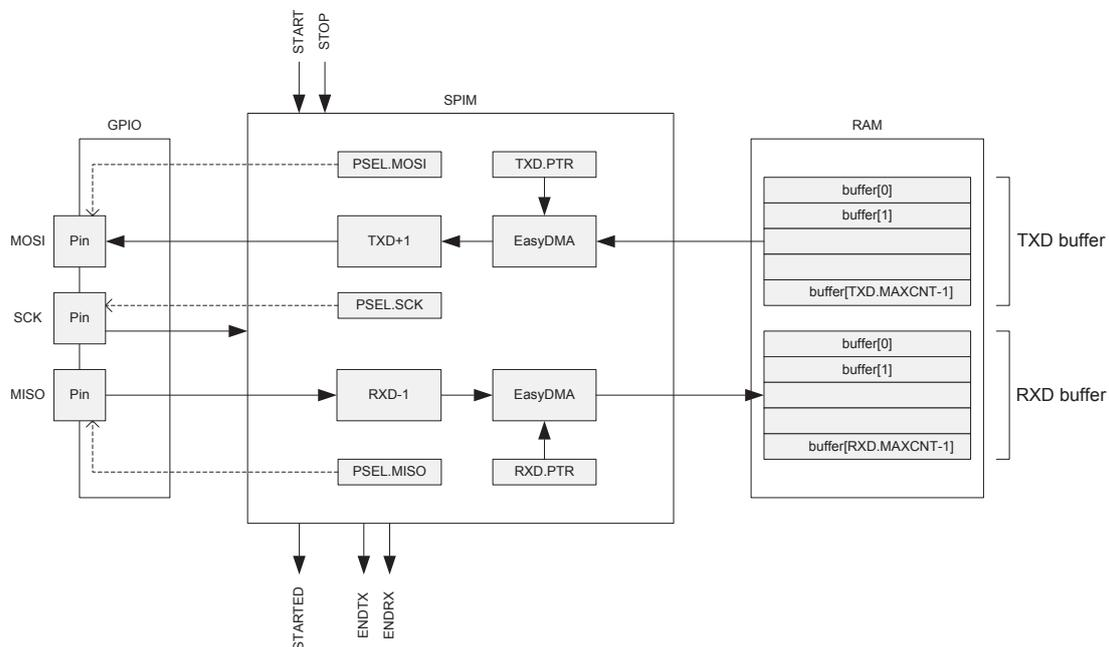 START
STOP
SPIM
GPIO
RAM
PSEL.MOSI
TXD.PTR
buffer[0]
buffer[1]
MOSI
Pin
TXD+1
EasyDMA
TXD buffer
buffer[TXD.MAXCNT-1]
PSEL.SCK
SCK
Pin
buffer[0]
buffer[1]
MISO
Pin
RXD-1
EasyDMA
RXD buffer
buffer[RXD.MAXCNT-1]
PSEL.MISO
RXD.PTR
STARTED
ENDTX
ENDRX